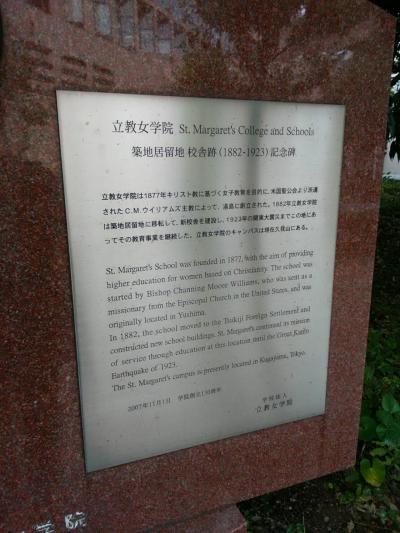 立教女学院 St. Margaret's College and Schools
築地居留地 校舎跡（1882-1923）記念碑
立教女学院は1877年キリスト教に基づく女子教育を目的に、米国聖公会より派遣
されたC.M.ウイリアムズ主教によって、湯島に創立された。1882年立教女学院
は築地居留地に移転して、新校舎を建設し、1923年の関東大震災までこの地にあ
ってその教育事業を継続した。立教女学院のキャンパスは現在久我山にある。
St. Margaret's School was founded in 1877, with the aim of providing
higher education for women based on Christianity. The school was
started by Bishop Channing Moore Williams, who was sent as a
missionary from the Episcopal Church in the United States, and was
originally located in Yushima.
In 1882, the school moved to the Tsukiji Foreign Settlement and
constructed new school buildings. St. Margaret's continued its mission
of service through education at this location until the Great Kanto
Earthquake of 1923.
The St. Margaret's campus is presently located in Kugayama, Tokyo.
2007年11月1日 学院創立130周年
学校法人
立教女学院
学 院